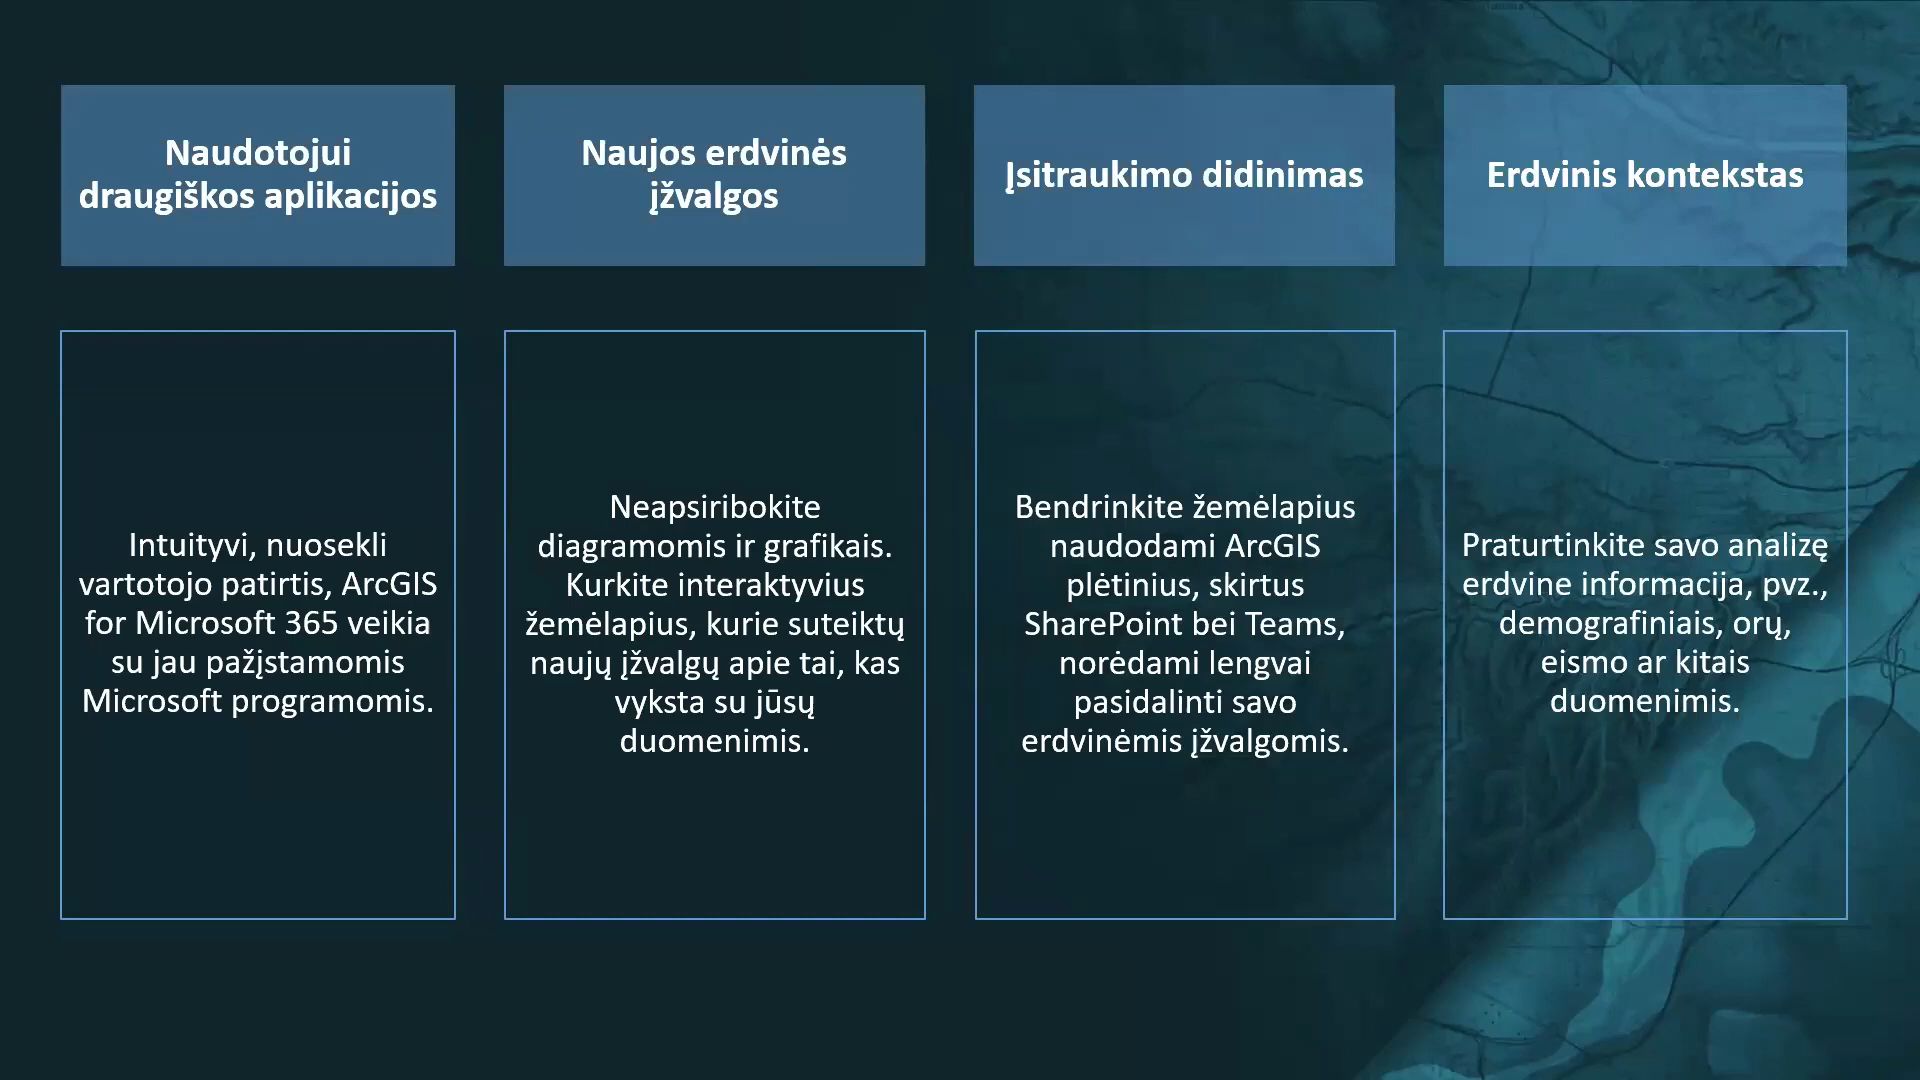 Naudotojui
draugiškos aplikacijos
Intuityvi, nuosekli
vartotojo patirtis, ArcGIS
for Microsoft 365 veikia
su jau pažįstamomis
Microsoft programomis.
Naujos erdvinės
įžvalgos
Neapsiribokite
diagramomis ir grafikais.
Kurkite interaktyvius
žemėlapius, kurie suteiktų
naujų įžvalgų apie tai, kas
vyksta su jūsų
duomenimis.
Įsitraukimo didinimas
Bendrinkite žemėlapius
naudodami ArcGIS
plėtinius, skirtus
SharePoint bei Teams,
norėdami lengvai
pasidalinti savo
erdvinėmis įžvalgomis.
Erdvinis kontekstas
Praturtinkite savo analizę
erdvine informacija, pvz.,
demografiniais, orų,
eismo ar kitais
duomenimis.